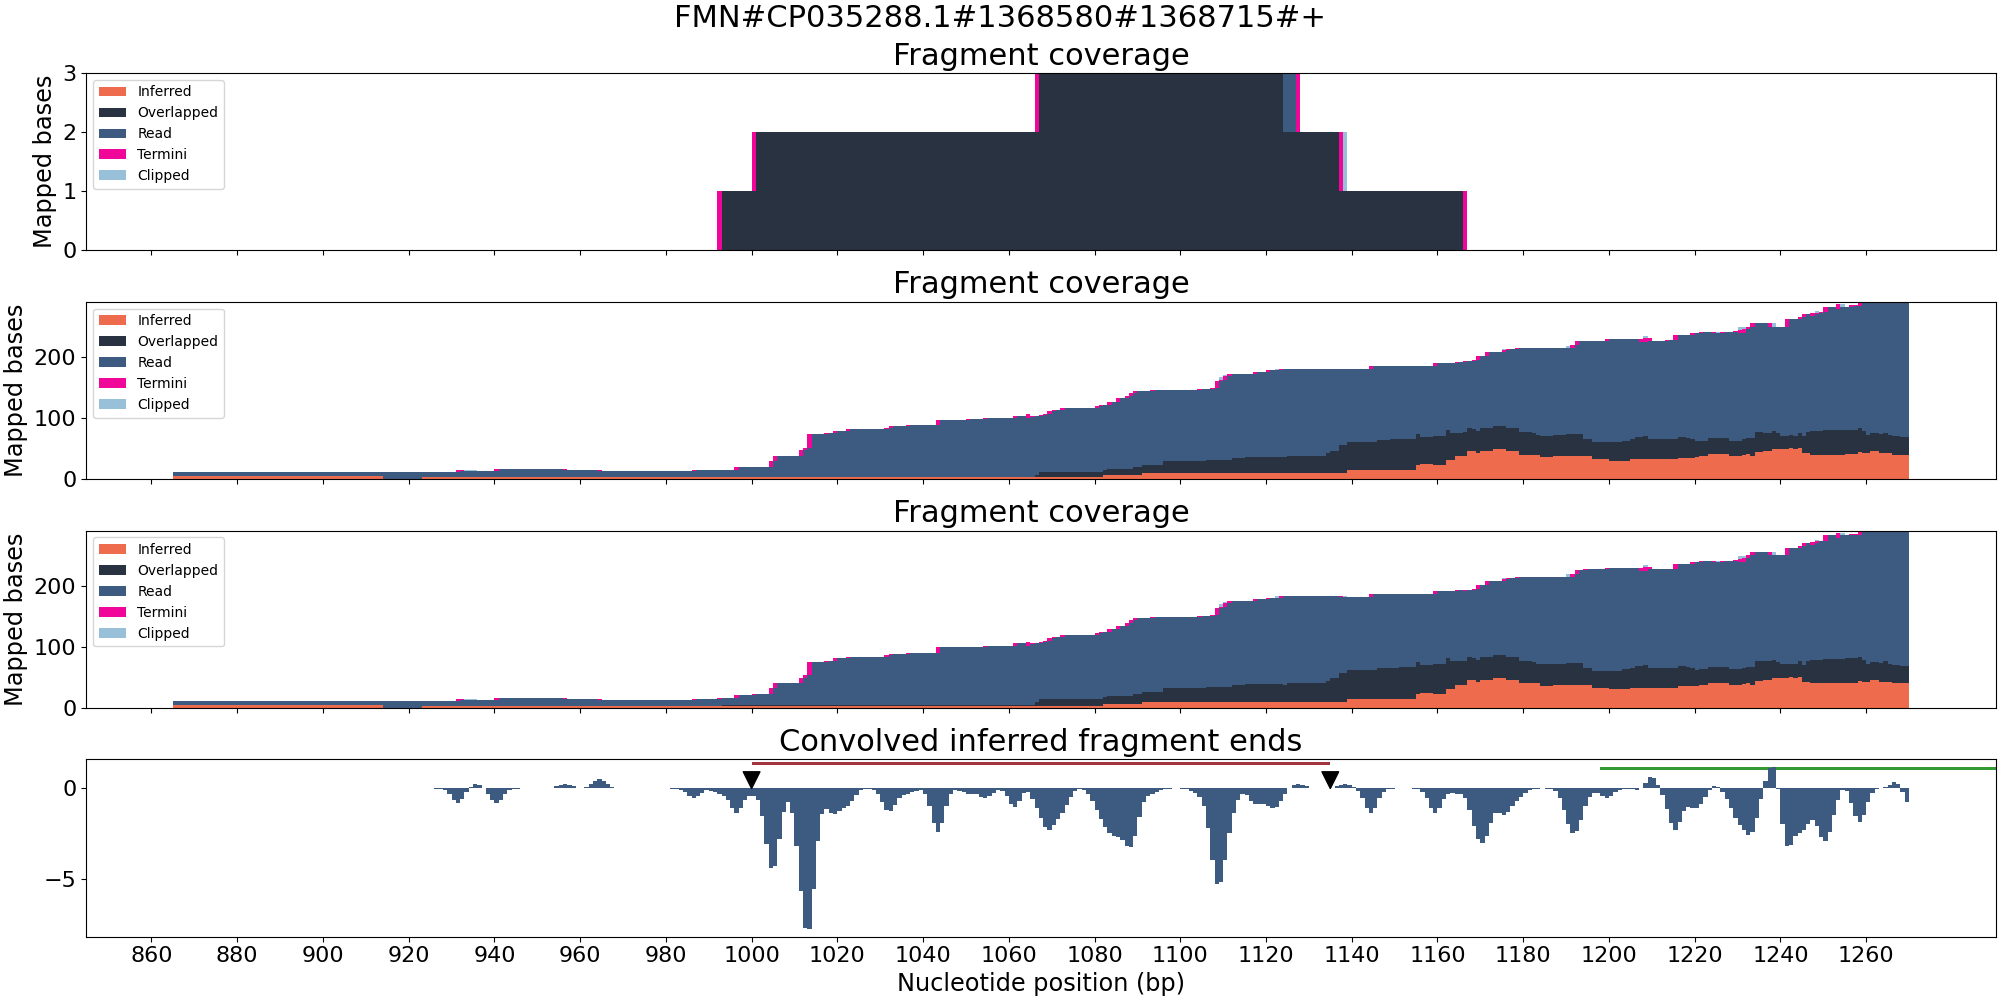 FMN#CP035288.1#1368580#1368715#+
Fragment coverage
Mapped bases
3
2
1
0
Inferred
Overlapped
Read
Termini
Clipped
Fragment coverage
Mapped bases
200
100
0
Inferred
Overlapped
Read
Termini
Clipped
Fragment coverage
Mapped bases
200
100
0
Inferred
Overlapped
Read
Termini
Clipped
Convolved inferred fragment ends
0
−5
860 880 900 920 940 960 980 1000 1020 1040 1060 1080 1100 1120 1140 1160 1180 1200 1220 1240 1260
Nucleotide position (bp)